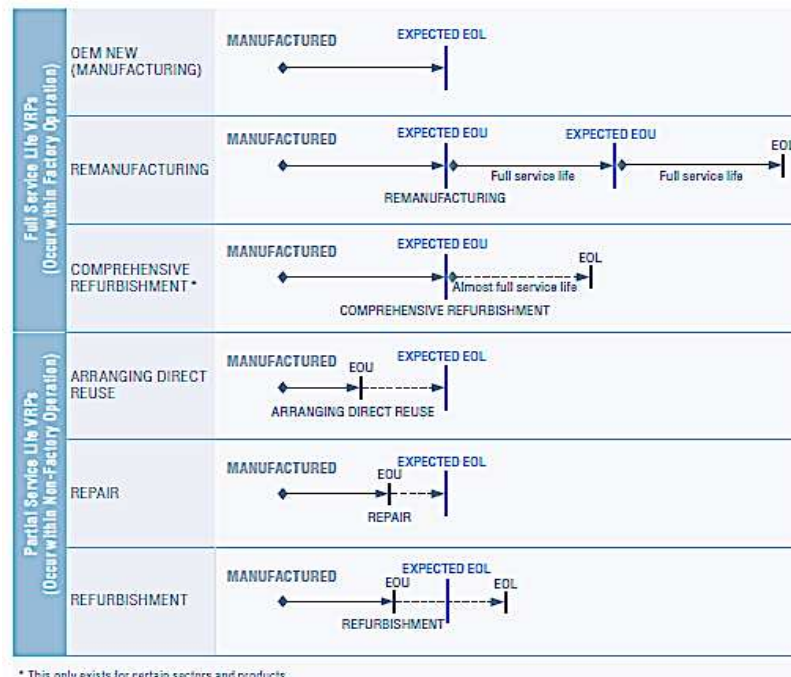 Full Service Life VRPs
(Occur within Factory Operation)
OEM NEW
(MANUFACTURING)
MANUFACTURED
EXPECTED EOL
REMANUFACTURING
MANUFACTURED
EXPECTED EOU
EXPECTED EOU
EOL
Full service life
Full service life
REMANUFACTURING
COMPREHENSIVE
REFURBISHMENT *
MANUFACTURED
EXPECTED EOU
EOL
Almost full service life
COMPREHENSIVE REFURBISHMENT
Partial Service Life VRPs
(Occur within Non-Factory Operation)
ARRANGING DIRECT
REUSE
MANUFACTURED
EOU
EXPECTED EOL
ARRANGING DIRECT REUSE
REPAIR
MANUFACTURED
EOU
EXPECTED EOL
REPAIR
REFURBISHMENT
MANUFACTURED
EXPECTED EOL
EOU
EOL
REFURBISHMENT
* This only exists for certain sectors and products